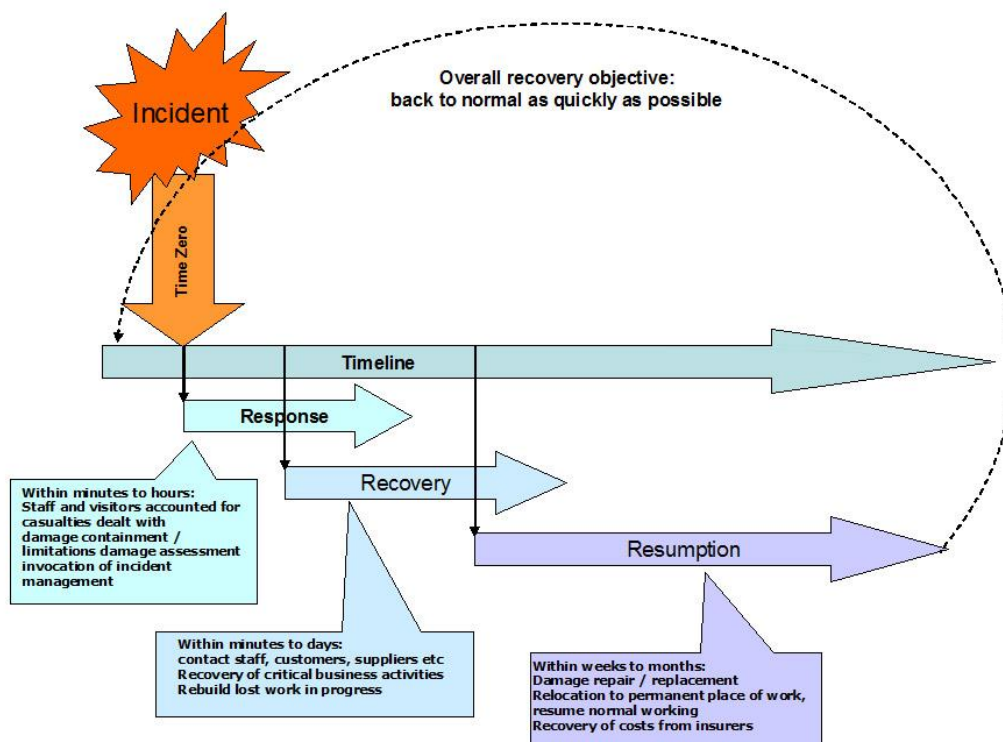 Incident
Overall recovery objective:
back to normal as quickly as possible
Time Zero
Timeline
Response
Within minutes to hours:
Staff and visitors accounted for
casualties dealt with
damage containment /
limitations damage assessment
invocation of incident
management
Recovery
Within minutes to days:
contact staff, customers, suppliers etc
Recovery of critical business activities
Rebuild lost work in progress
Resumption
Within weeks to months:
Damage repair / replacement
Relocation to permanent place of work,
resume normal working
Recovery of costs from insurers